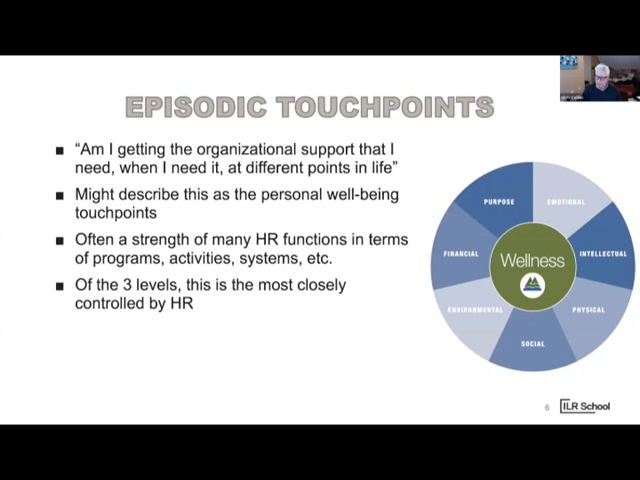 EPISODIC TOUCHPOINTS
■ “Am I getting the organizational support that I
need, when I need it, at different points in life”
■ Might describe this as the personal well-being
touchpoints
■ Often a strength of many HR functions in terms
of programs, activities, systems, etc.
■ Of the 3 levels, this is the most closely
controlled by HR
PURPOSE
EMOTIONAL
FINANCIAL
INTELLECTUAL
Wellness
ENVIRONMENTAL
PHYSICAL
SOCIAL
6
ILR School